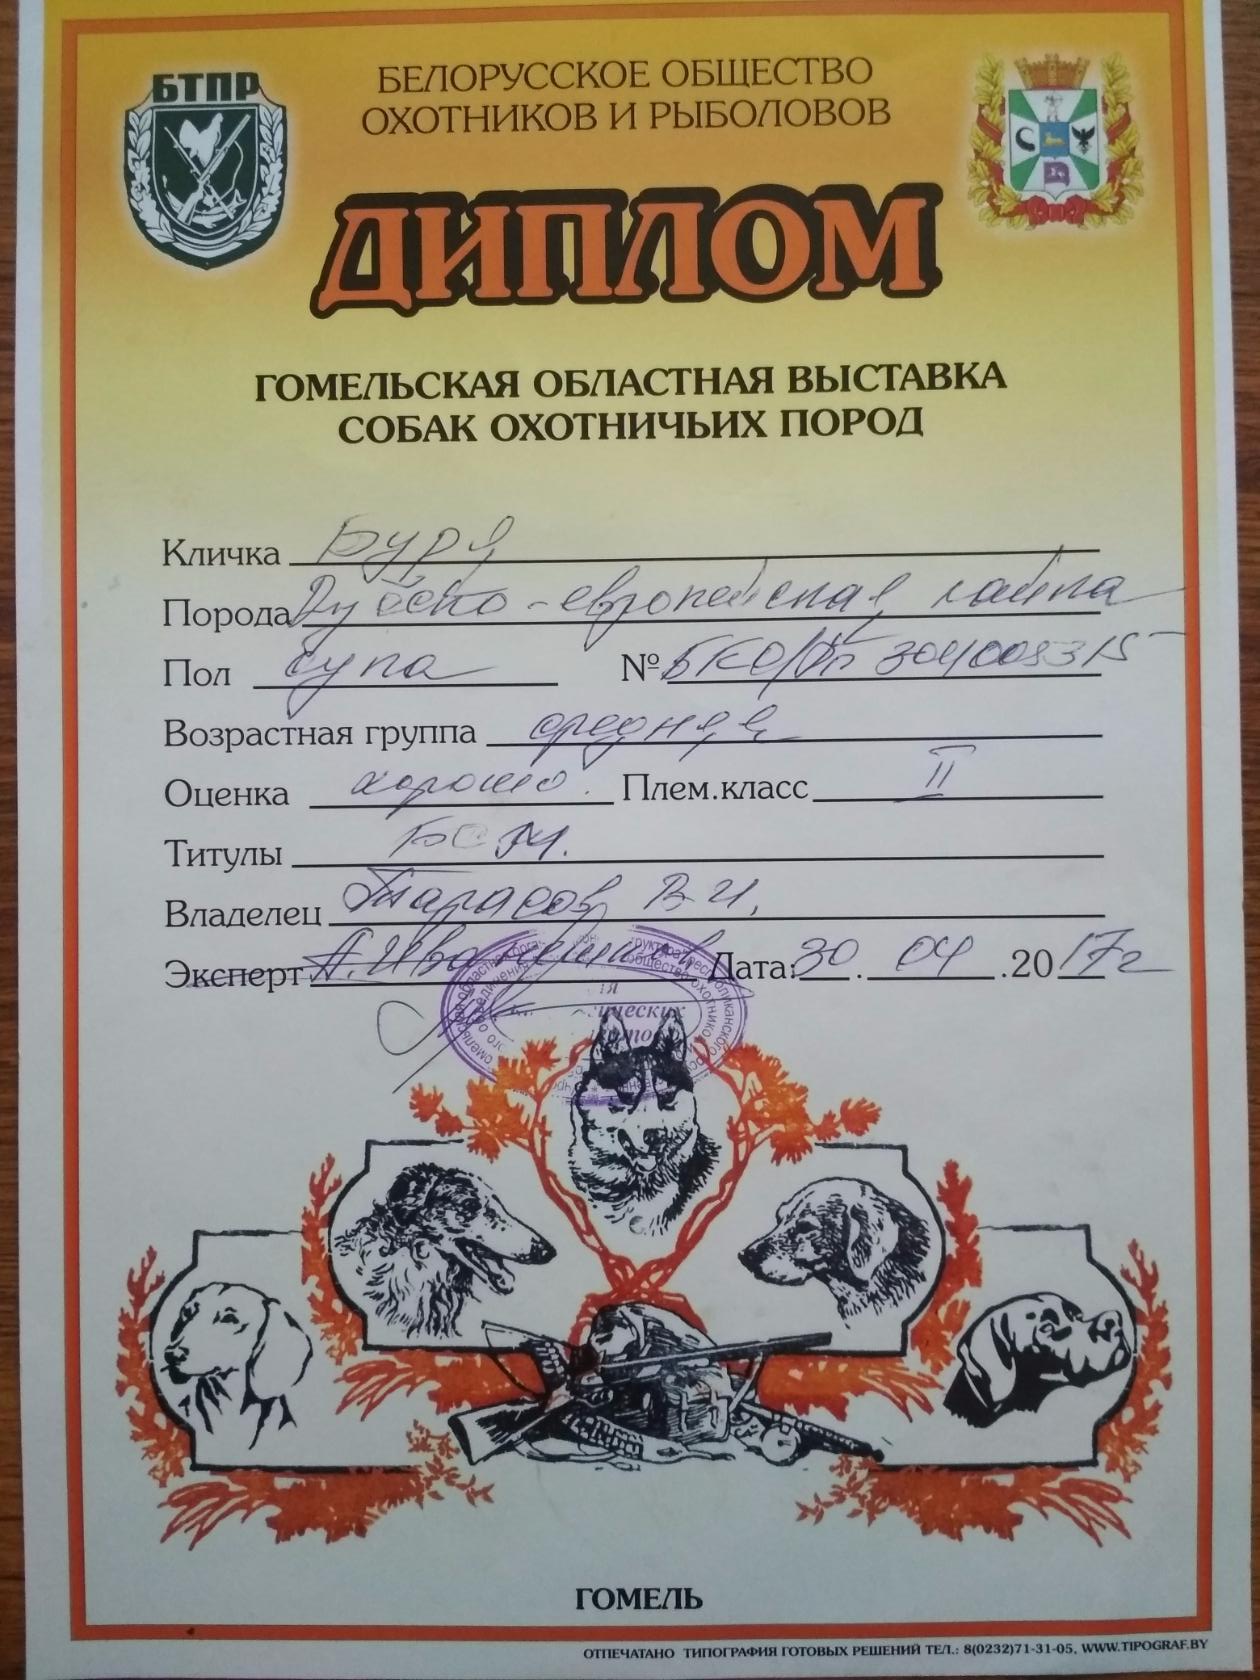 БТПР
БЕЛОРУССКОЕ ОБЩЕСТВО
ОХОТНИКОВ И РЫБОЛОВОВ
ДИПЛОМ
ГОМЕЛЬСКАЯ ОБЛАСТНАЯ ВЫСТАВКА
СОБАК ОХОТНИЧЬИХ ПОРОД
Кличка Буря
Порода Русско-европейская лайка
Пол сука №
Возрастная группа средняя
Оценка хорошо. Плем.класс II
Титулы
Владелец Тарасов В.И.
Эксперт Дата: 30.04.2017г
ГОМЕЛЬ
ОТПЕЧАТАНО ТИПОГРАФИЯ ГОТОВЫХ РЕШЕНИЙ ТЕЛ.: 8(0232)71-31-05, WWW.TIPOGRAF.BY